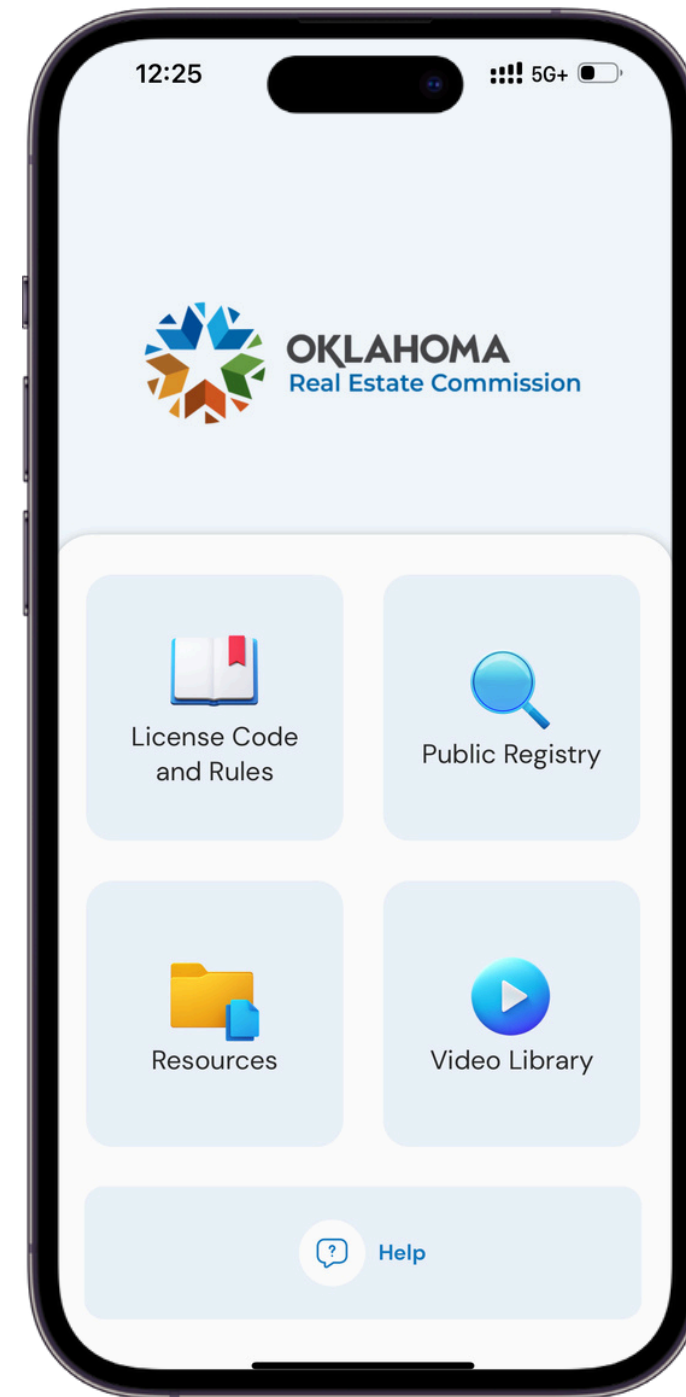 12:25
5G+
OKLAHOMA
Real Estate Commission
License Code
and Rules
Public Registry
Resources
Video Library
?
Help